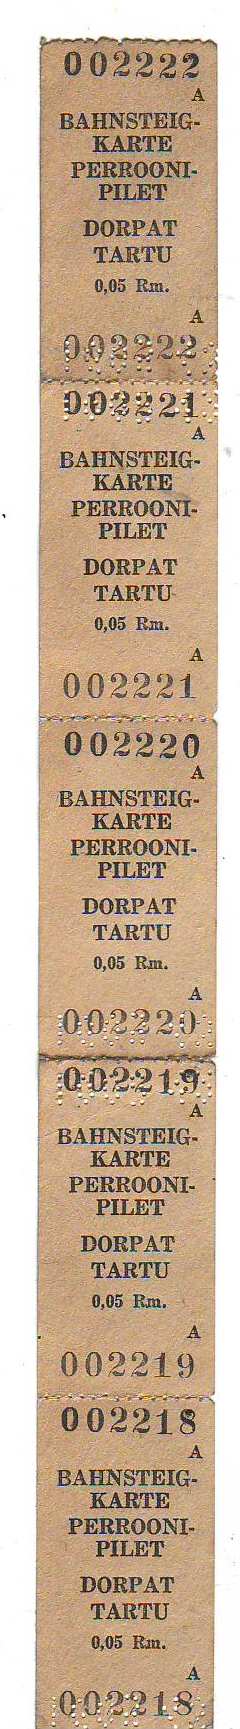 002222
A
BAHNSTEIG-
KARTE
PERROONI-
PILET
DORPAT
TARTU
0,05 Rm.
A
002222
002221
A
BAHNSTEIG-
KARTE
PERROONI-
PILET
DORPAT
TARTU
0,05 Rm.
A
002221
002220
A
BAHNSTEIG-
KARTE
PERROONI-
PILET
DORPAT
TARTU
0,05 Rm.
A
002220
002219
A
BAHNSTEIG-
KARTE
PERROONI-
PILET
DORPAT
TARTU
0,05 Rm.
A
002219
002218
A
BAHNSTEIG-
KARTE
PERROONI-
PILET
DORPAT
TARTU
0,05 Rm.
A
002218